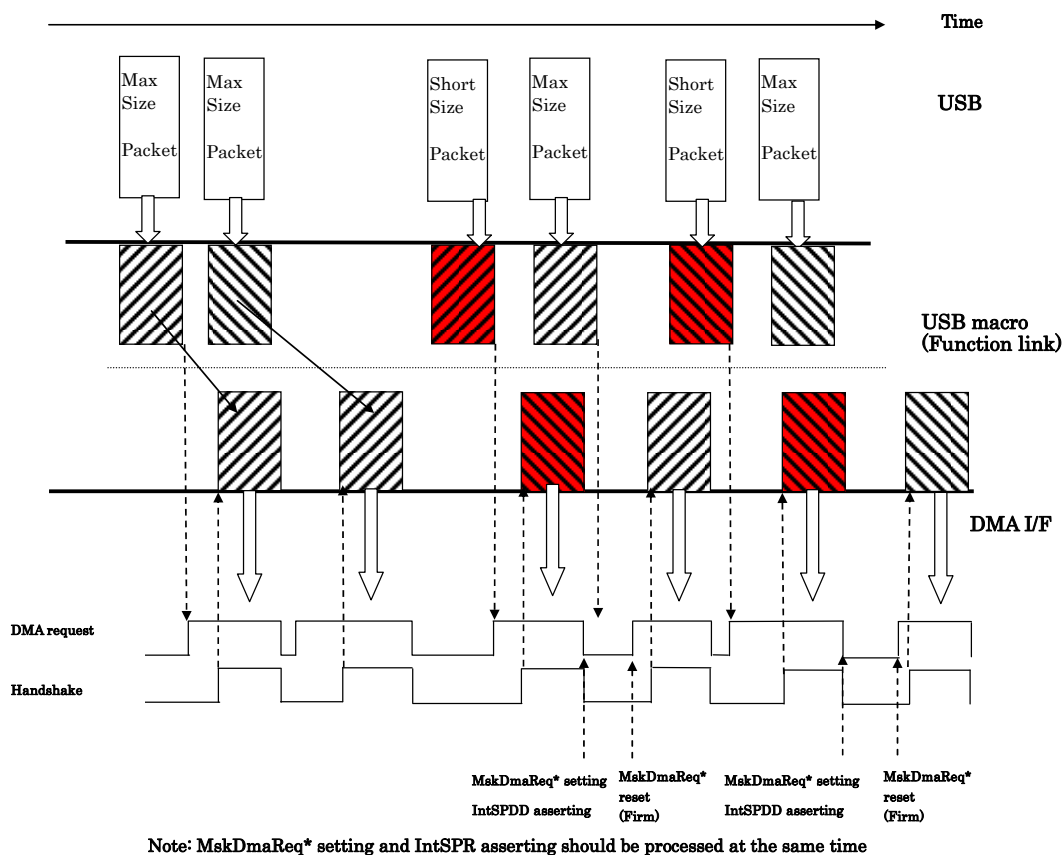 Time
Max
Size
Packet
Max
Size
Packet
Short
Size
Packet
Max
Size
Packet
Short
Size
Packet
Max
Size
Packet
USB
USB macro
(Function link)
DMA I/F
DMA request
Handshake
MskDmaReq* setting
IntSPDD asserting
MskDmaReq*
reset
(Firm)
MskDmaReq* setting
IntSPDD asserting
MskDmaReq*
reset
(Firm)
Note: MskDmaReq* setting and IntSPR asserting should be processed at the same time